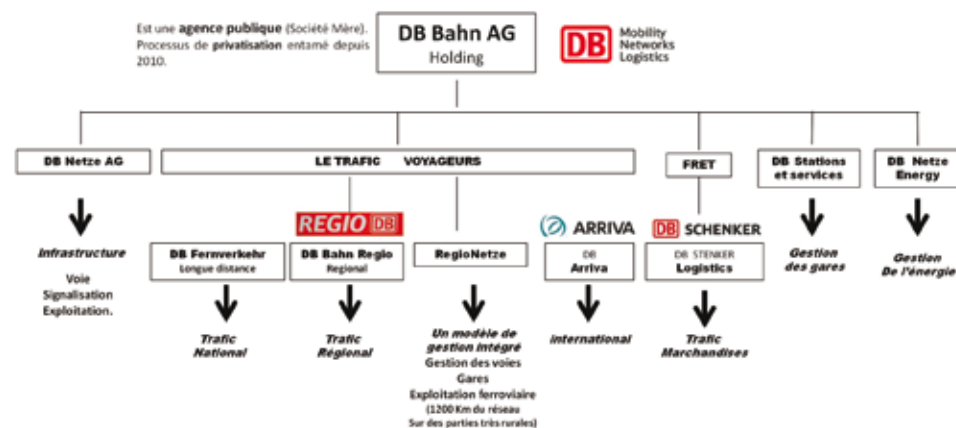 Est une agence publique (Société Mère).
Processus de privatisation entamé depuis
2010.
DB Bahn AG
Holding
DB
Mobility
Networks
Logistics
DB Netze AG
LE TRAFIC VOYAGEURS
FRET
DB Stations
et services
DB Netze
Energy
REGIO DB
ARRIVA
DB SCHENKER
Infrastructure
Voie
Signalisation
Exploitation.
DB Fernverkehr
Longue distance
DB Bahn Regio
Regional
RegioNetze
DB
Arriva
DB STENKER
Logistics
Gestion
des gares
Gestion
De l'énergie
Trafic
National
Trafic
Régional
Un modèle de
gestion intégré
Gestion des voies
Gares
Exploitation ferroviaire
(1200 Km du réseau
Sur des parties très rurales)
International
Trafic
Marchandises